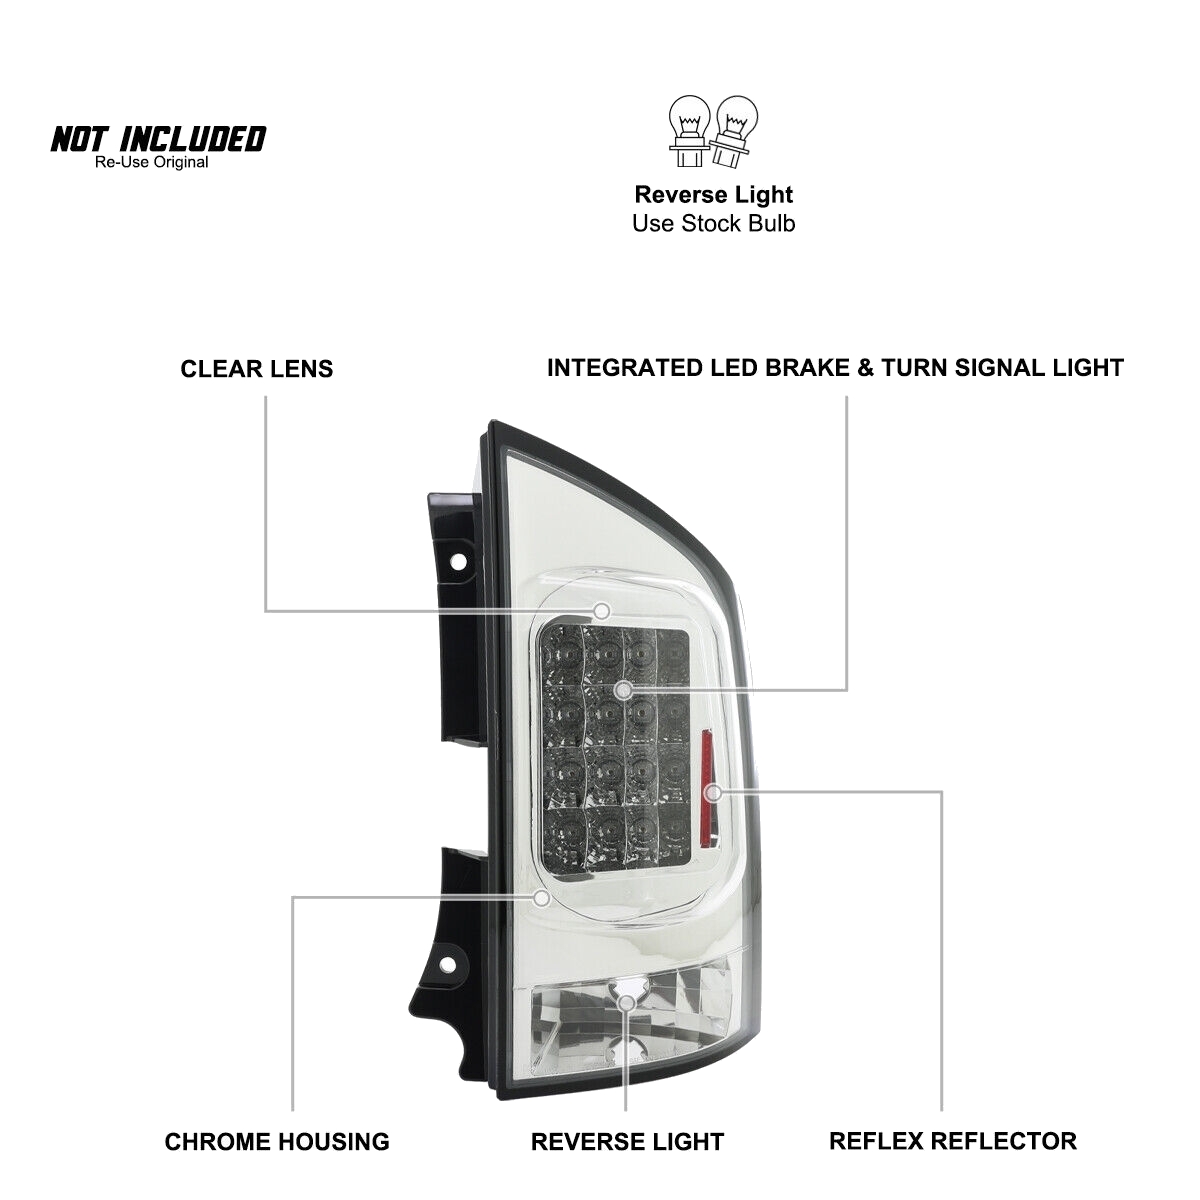 NOT INCLUDED
Re-Use Original
Reverse Light
Use Stock Bulb
CLEAR LENS
INTEGRATED LED BRAKE & TURN SIGNAL LIGHT
CHROME HOUSING
REVERSE LIGHT
REFLEX REFLECTOR